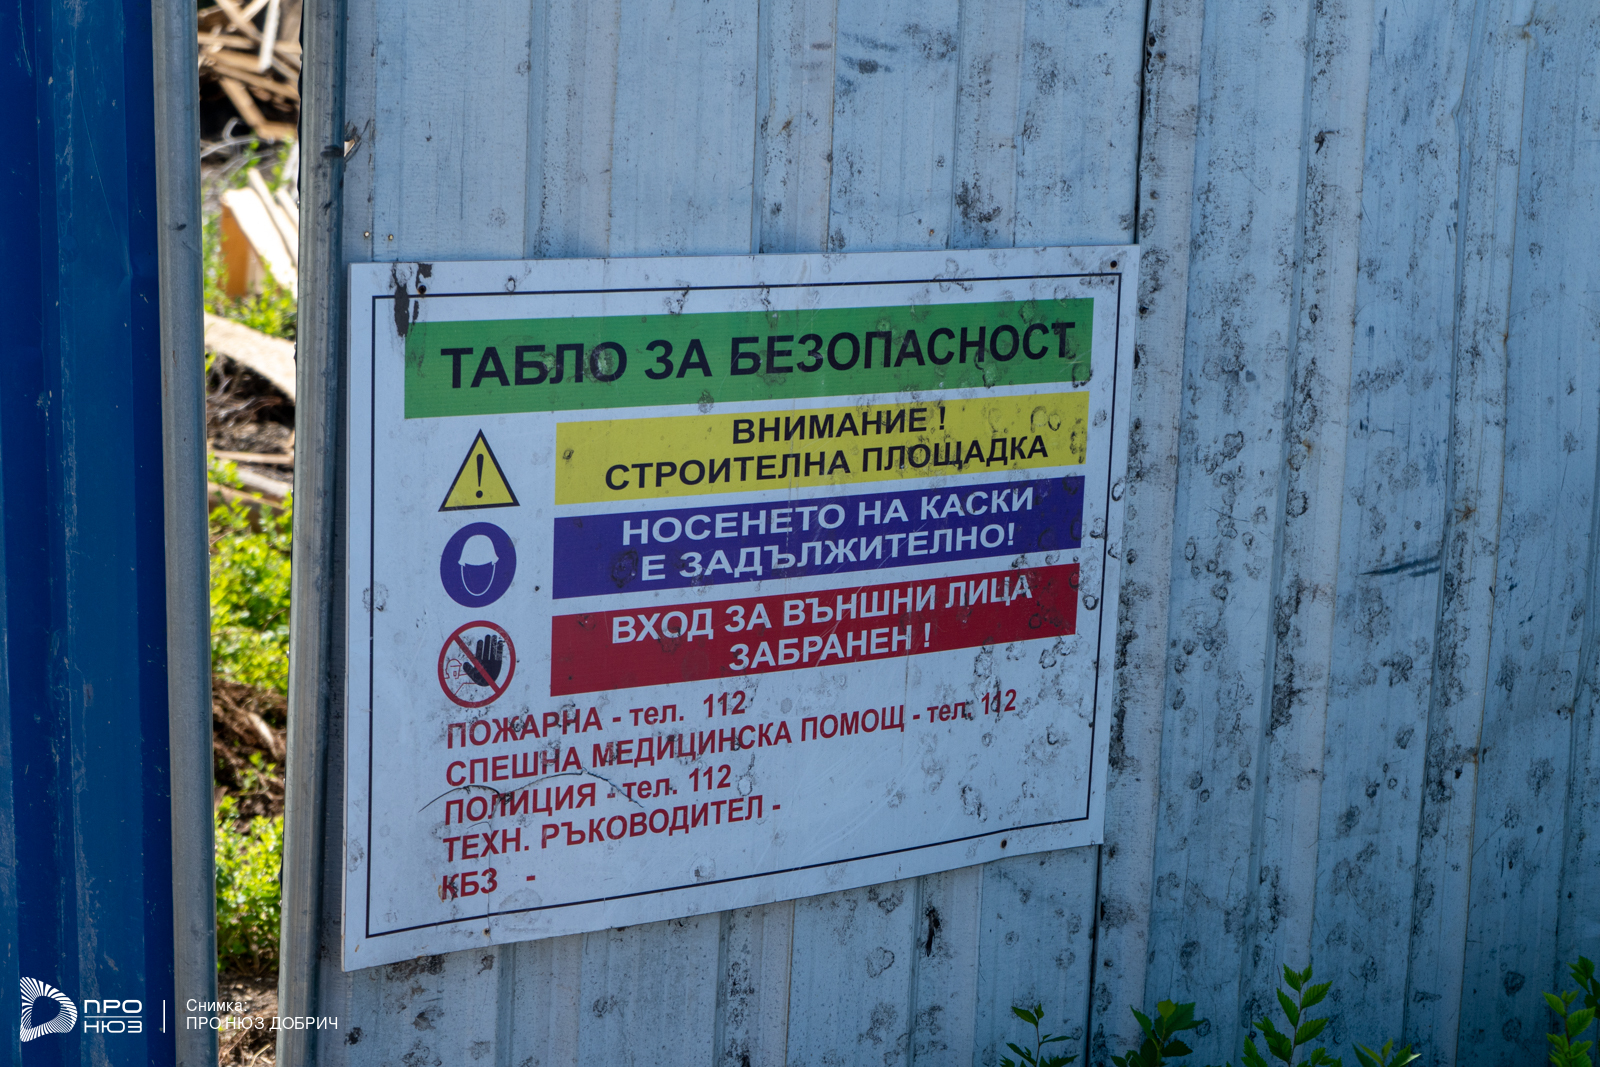 ТАБЛО ЗА БЕЗОПАСНОСТ
ВНИМАНИЕ !
СТРОИТЕЛНА ПЛОЩАДКА
НОСЕНЕТО НА КАСКИ
Е ЗАДЪЛЖИТЕЛНО!
ВХОД ЗА ВЪНШНИ ЛИЦА
ЗАБРАНЕН !
ПОЖАРНА - тел. 112
СПЕШНА МЕДИЦИНСКА ПОМОЩ - тел. 112
ПОЛИЦИЯ - тел. 112
ТЕХН. РЪКОВОДИТЕЛ -
КБЗ -
ПРО
НЮЗ
Снимка:
ПРО НЮЗ ДОБРИЧ